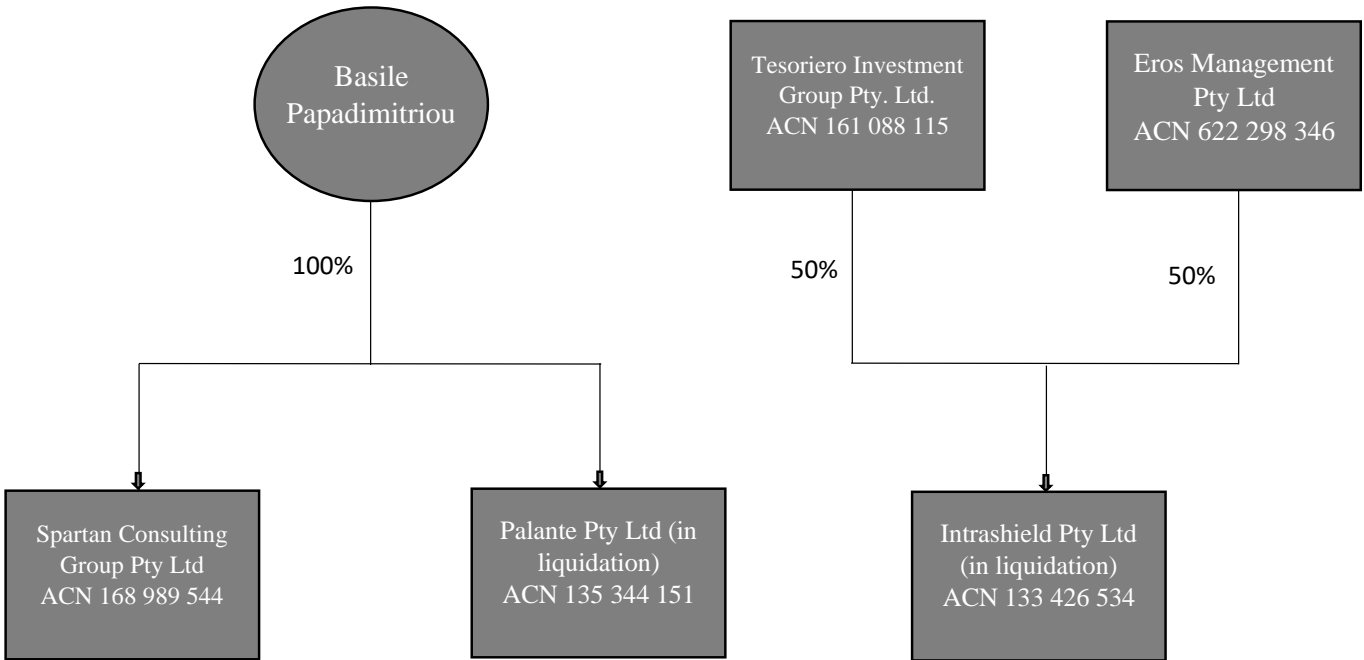 Basile
Papadimitriou
Tesoriero Investment
Group Pty. Ltd.
ACN 161 088 115
Eros Management
Pty Ltd
ACN 622 298 346
100%
50%
50%
Spartan Consulting
Group Pty Ltd
ACN 168 989 544
Palante Pty Ltd (in
liquidation)
ACN 135 344 151
Intrashield Pty Ltd
(in liquidation)
ACN 133 426 534